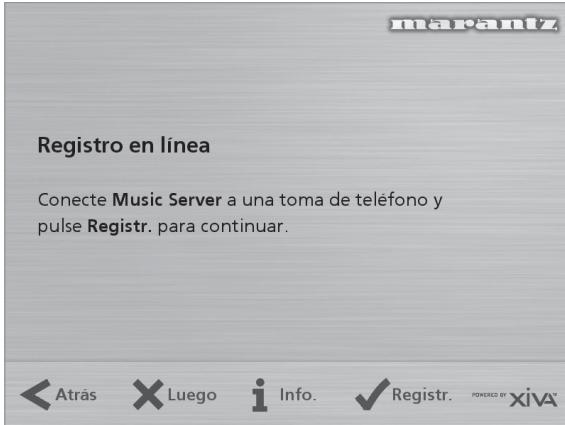 marantz
Registro en línea
Conecte Music Server a una toma de teléfono y
pulse Registr. para continuar.
Atrás Luego Info. Registr. POWERED BY XiVA™